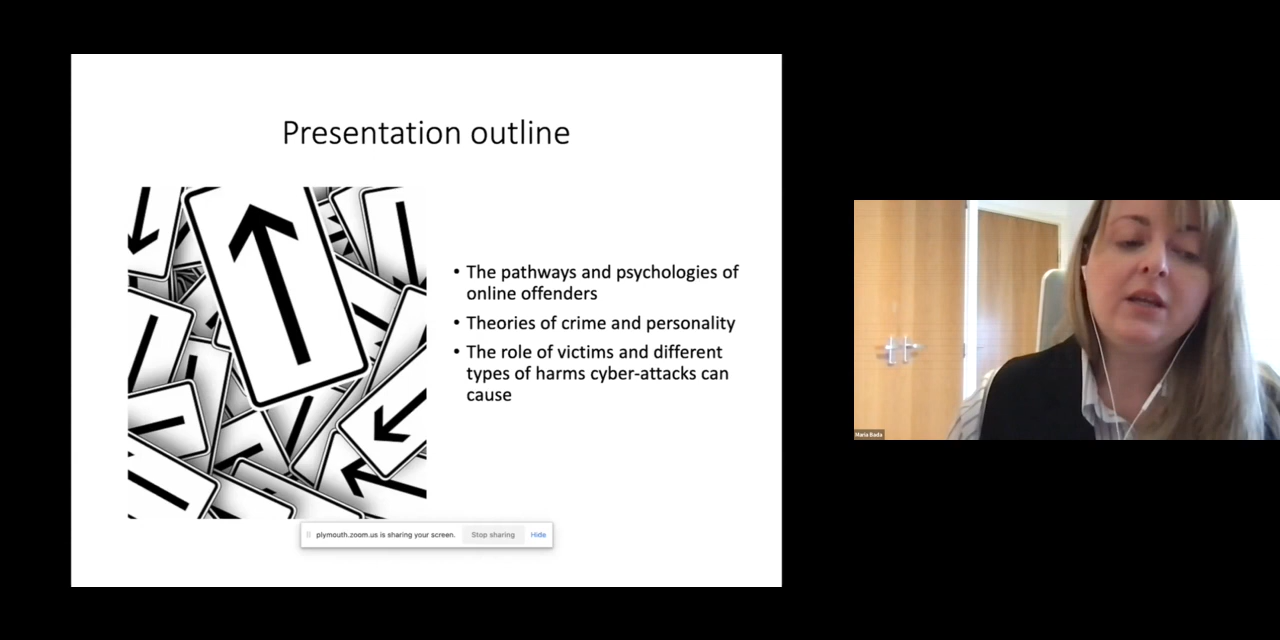 Presentation outline
• The pathways and psychologies of
online offenders
• Theories of crime and personality
• The role of victims and different
types of harms cyber-attacks can
cause
plymouth.zoom.us is sharing your screen. Stop sharing Hide
Maria Bada